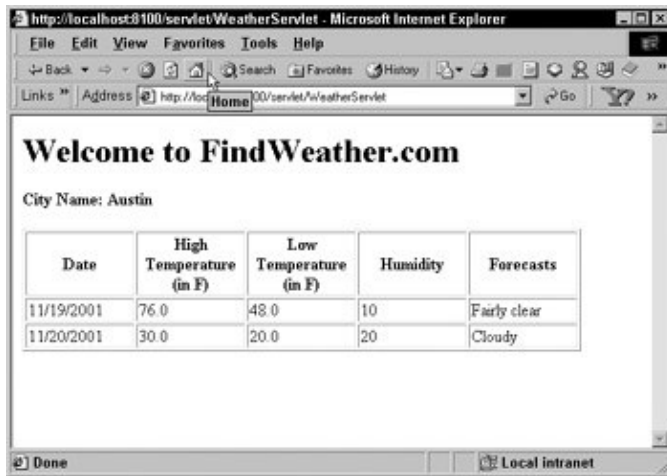 http://localhost:8100/servlet/WeatherServlet - Microsoft Internet Explorer
File Edit View Favorites Tools Help
Back Search Favorites History
Links Address http://loc 00/servlet/WeatherServlet Go
Home
Welcome to FindWeather.com
City Name: Austin
Date High Temperature (in F) Low Temperature (in F) Humidity Forecasts
11/19/2001 76.0 48.0 10 Fairly clear
11/20/2001 30.0 20.0 20 Cloudy
Done Local intranet